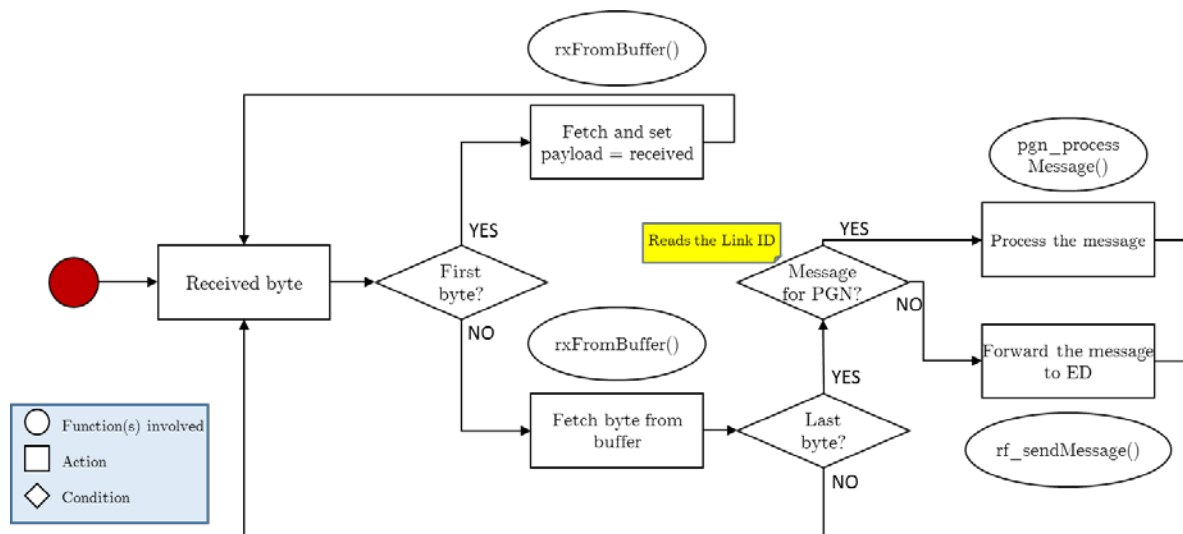 rxFromBuffer()
Fetch and set
payload = received
pgn_process
Message()
YES
Reads the Link ID
YES
Process the message
Received byte
First
byte?
Message
for PGN?
NO
NO
rxFromBuffer()
Forward the message
to ED
YES
Fetch byte from
buffer
Last
byte?
rf_sendMessage()
NO
Function(s) involved
Action
Condition